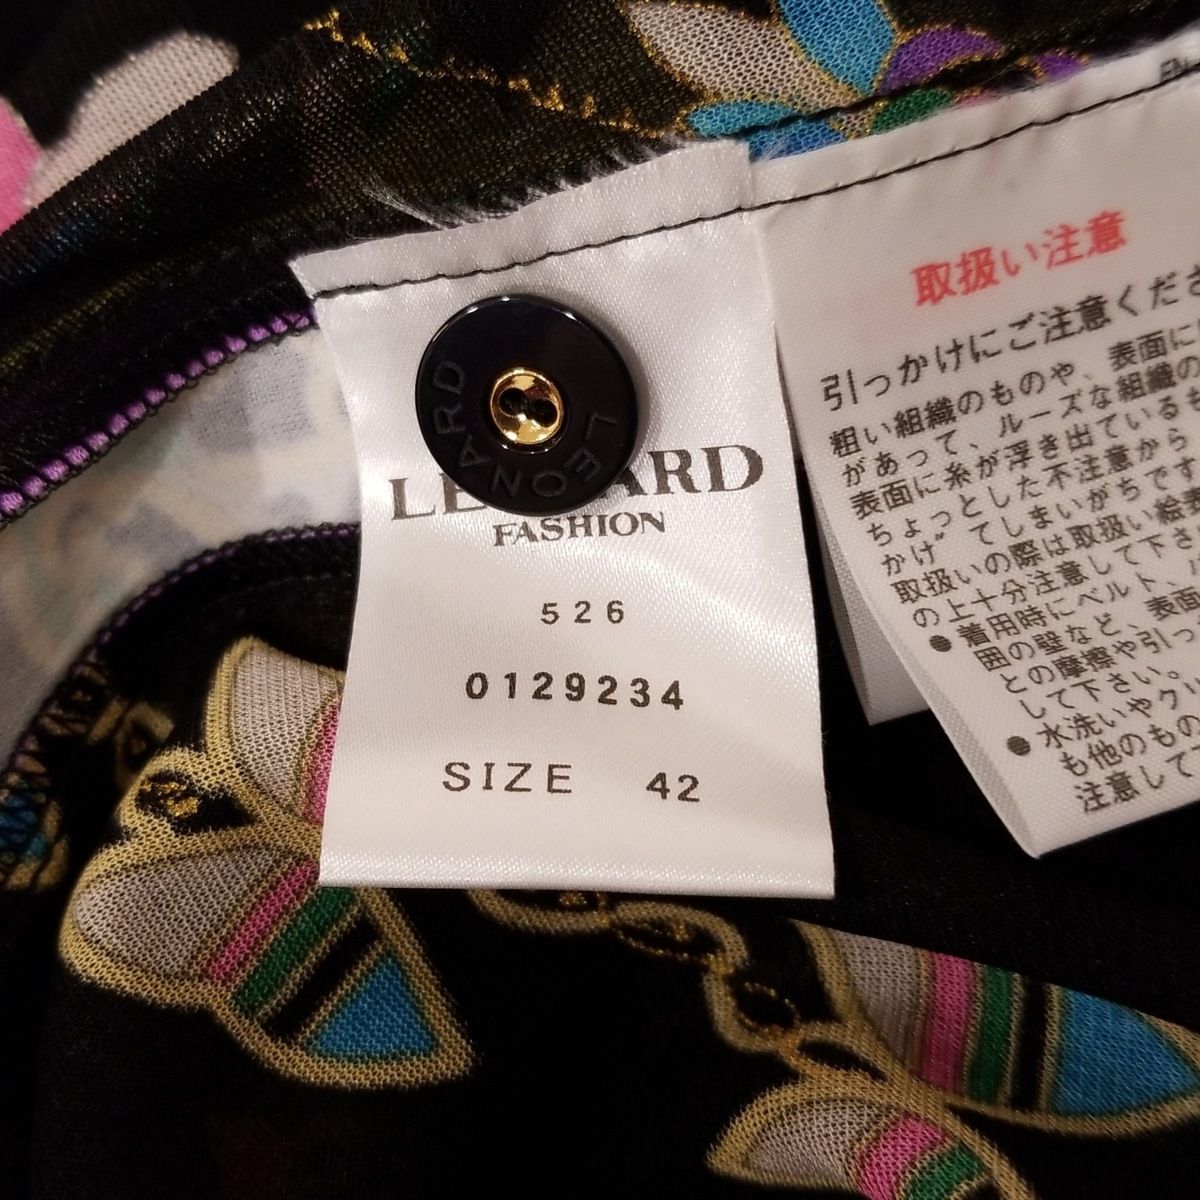 LEONARD
LEONARD
FASHION
526
0129234
SIZE 42
取扱い注意
引っかけにご注意くださ
粗い組織のものや、表面に
があって、ルーズな組織の
表面に糸が浮き出ているも
ちょっとした不注意から
かけ" てしまいがちです
取扱いの際は取扱い絵表
の上十分注意して下さ
●着用時にベルト、
囲の壁など、表面
との摩擦や引っ
して下さい。
●水洗いやクリ
も他のもの
注意して